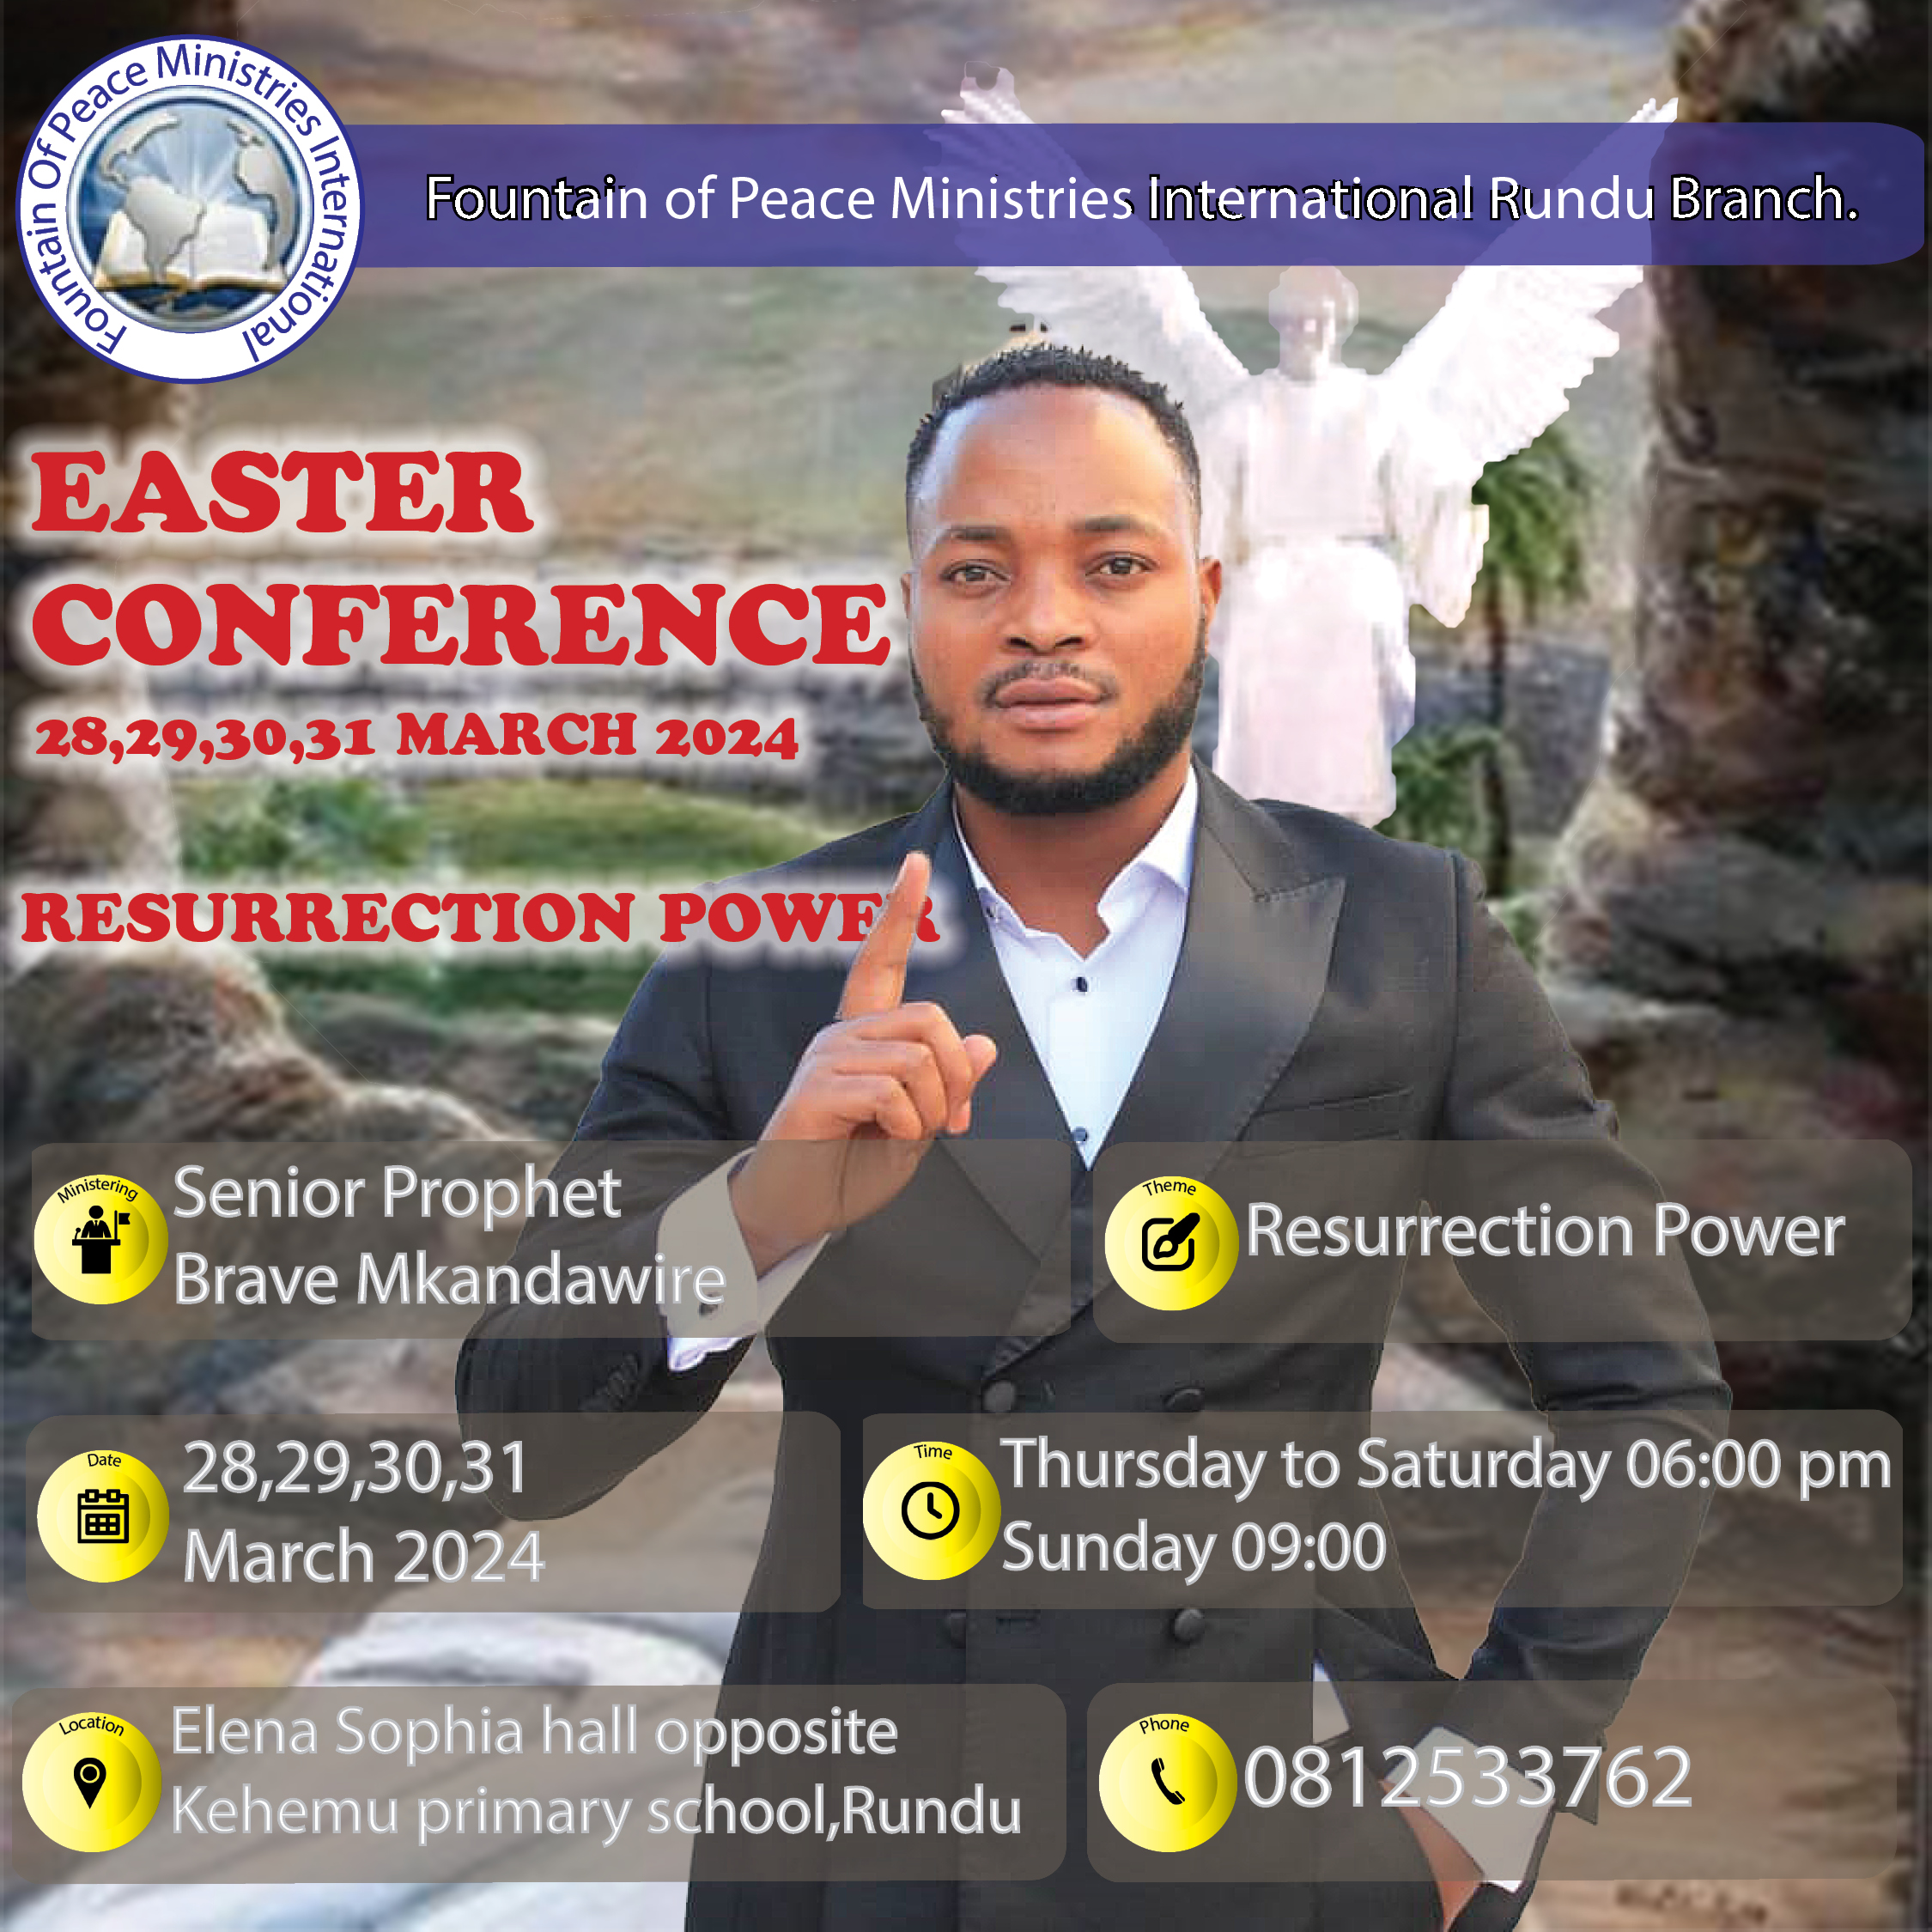 Fountain Of Peace Ministries International
Fountain of Peace Ministries International Rundu Branch.
EASTER
CONFERENCE
28,29,30,31 MARCH 2024
RESURRECTION POWER
Ministering
Senior Prophet
Brave Mkandawire
Theme
Resurrection Power
Date
28,29,30,31
March 2024
Time
Thursday to Saturday 06:00 pm
Sunday 09:00
Location
Elena Sophia hall opposite
Kehemu primary school,Rundu
Phone
0812533762